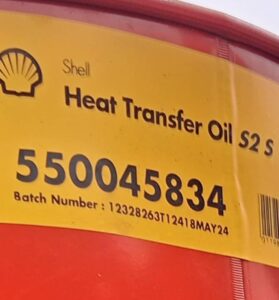 Shell
Heat Transfer Oil S2 S
550045834
Batch Number : 12328263T12418MAY24